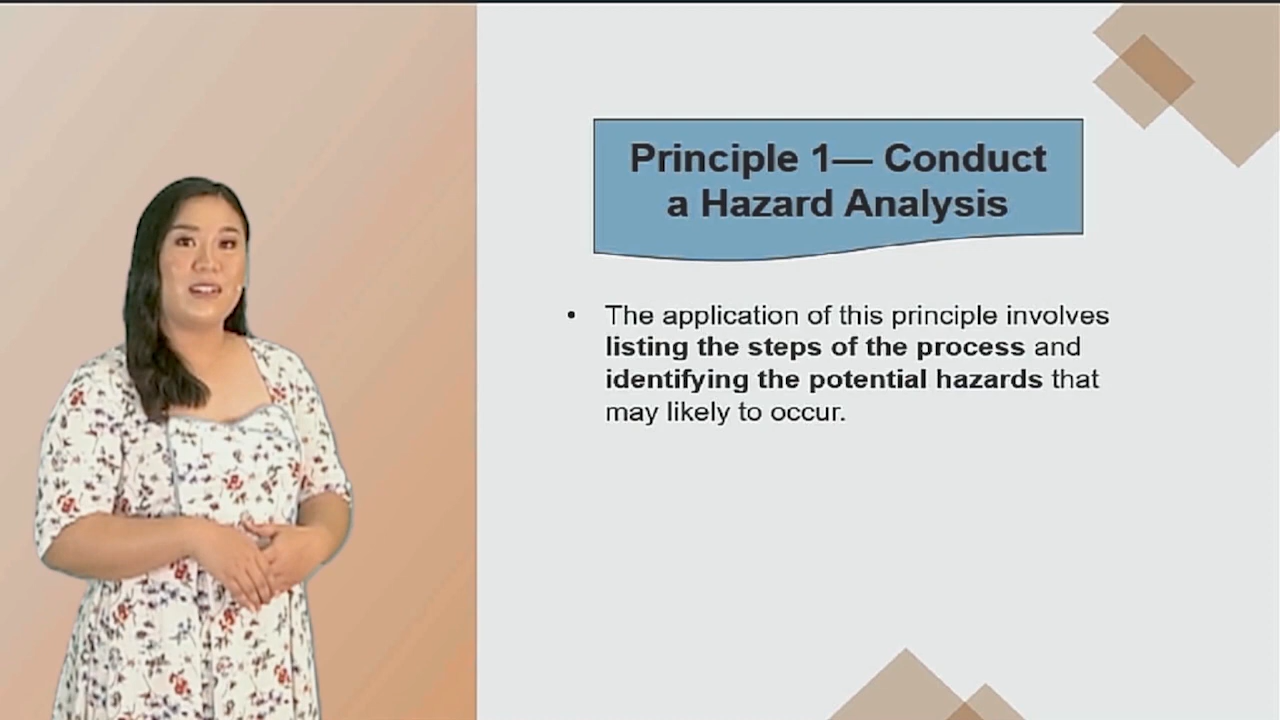 Principle 1— Conduct
a Hazard Analysis
• The application of this principle involves
listing the steps of the process and
identifying the potential hazards that
may likely to occur.